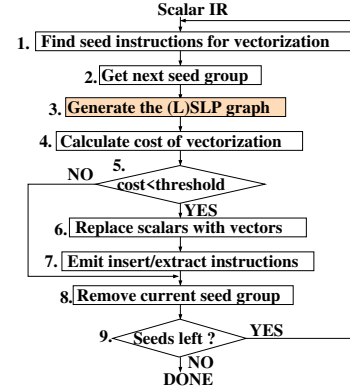 Scalar IR
1. Find seed instructions for vectorization
2. Get next seed group
3. Generate the (L)SLP graph
4. Calculate cost of vectorization
5.
NO
cost<threshold
YES
6. Replace scalars with vectors
7. Emit insert/extract instructions
8. Remove current seed group
9. Seeds left ? YES
NO
DONE